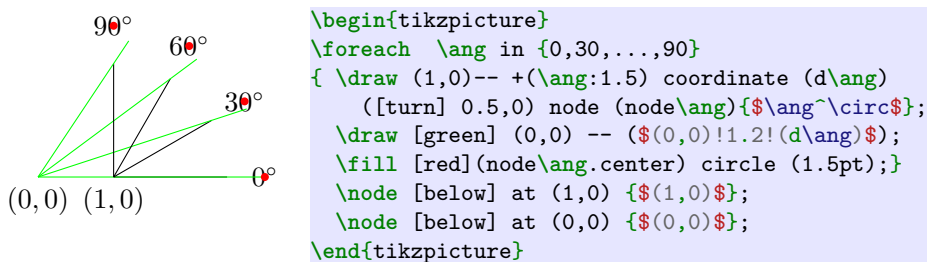 90°
60°
30°
0°
(0, 0) (1, 0)
\begin{tikzpicture}
\foreach  \ang in {0,30,...,90}
{ \draw (1,0)-- +(\ang:1.5) coordinate (d\ang)
([turn] 0.5,0) node (node\ang){$\ang^\circ$};
\draw [green] (0,0) -- ($(0,0)!1.2!(d\ang)$);
\fill [red](node\ang.center) circle (1.5pt);}
\node [below] at (1,0) {$(1,0)$};
\node [below] at (0,0) {$(0,0)$};
\end{tikzpicture}